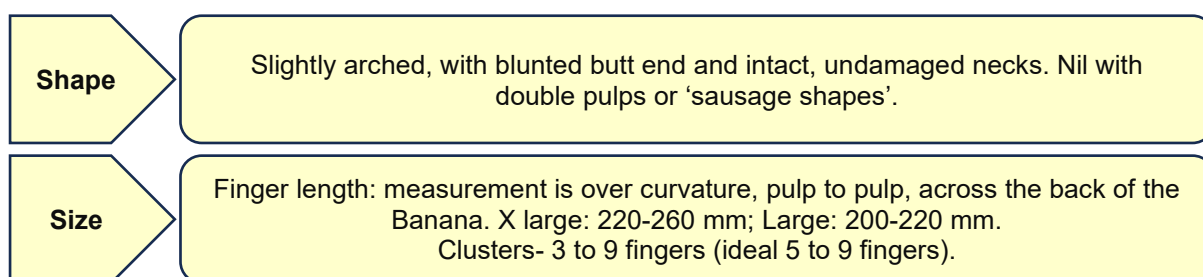 Shape
Slightly arched, with blunted butt end and intact, undamaged necks. Nil with
double pulps or ‘sausage shapes’.
Size
Finger length: measurement is over curvature, pulp to pulp, across the back of the
Banana. X large: 220-260 mm; Large: 200-220 mm.
Clusters- 3 to 9 fingers (ideal 5 to 9 fingers).